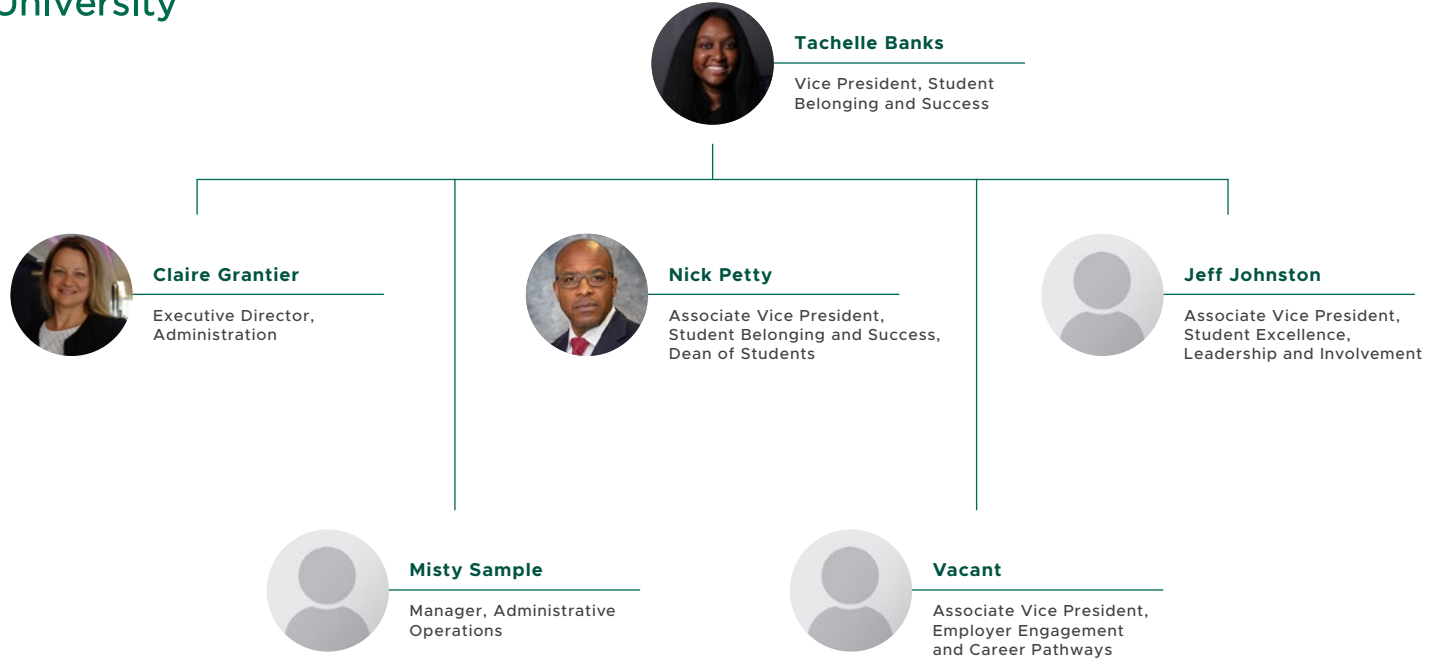 University
Tachelle Banks
Vice President, Student
Belonging and Success
Claire Grantier
Executive Director,
Administration
Nick Petty
Associate Vice President,
Student Belonging and Success,
Dean of Students
Jeff Johnston
Associate Vice President,
Student Excellence,
Leadership and Involvement
Misty Sample
Manager, Administrative
Operations
Vacant
Associate Vice President,
Employer Engagement
and Career Pathways